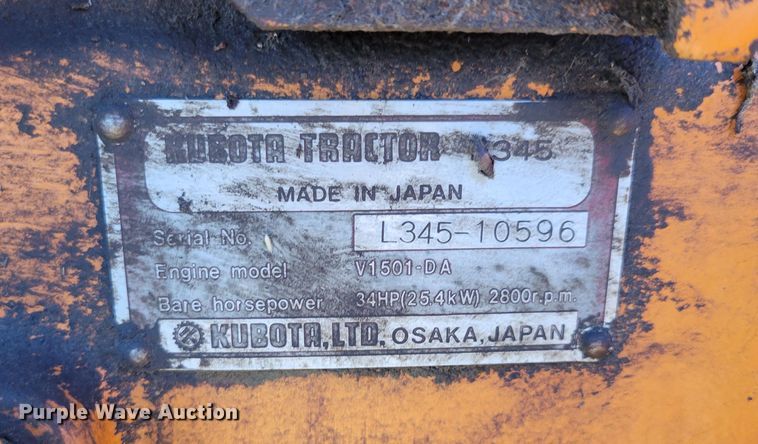 KUBOTA TRACTOR L345
MADE IN JAPAN
Serial No. L345-10596
Engine model V1501-DA
Bare horsepower 34HP(25.4kW) 2800r.p.m.
KUBOTA,LTD. OSAKA, JAPAN
Purple Wave Auction